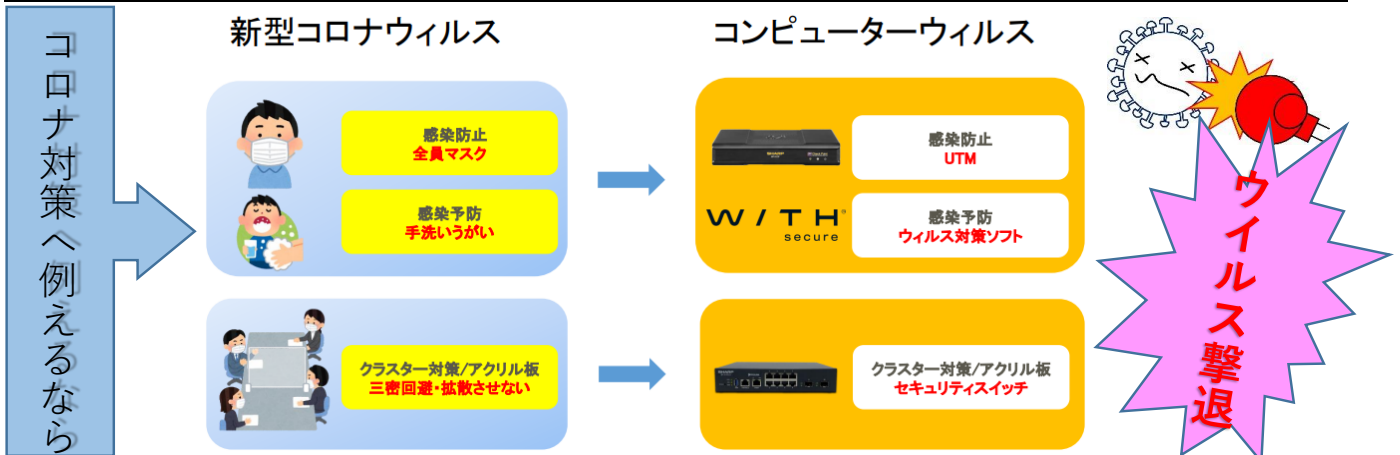 コロナ対策へ例えるなら
新型コロナウィルス
コンピューターウィルス
感染防止
全員マスク
感染予防
手洗いうがい
クラスター対策/アクリル板
三密回避・拡散させない
感染防止
UTM
W / T H
secure
感染予防
ウィルス対策ソフト
クラスター対策/アクリル板
セキュリティスイッチ
ウイルス撃退